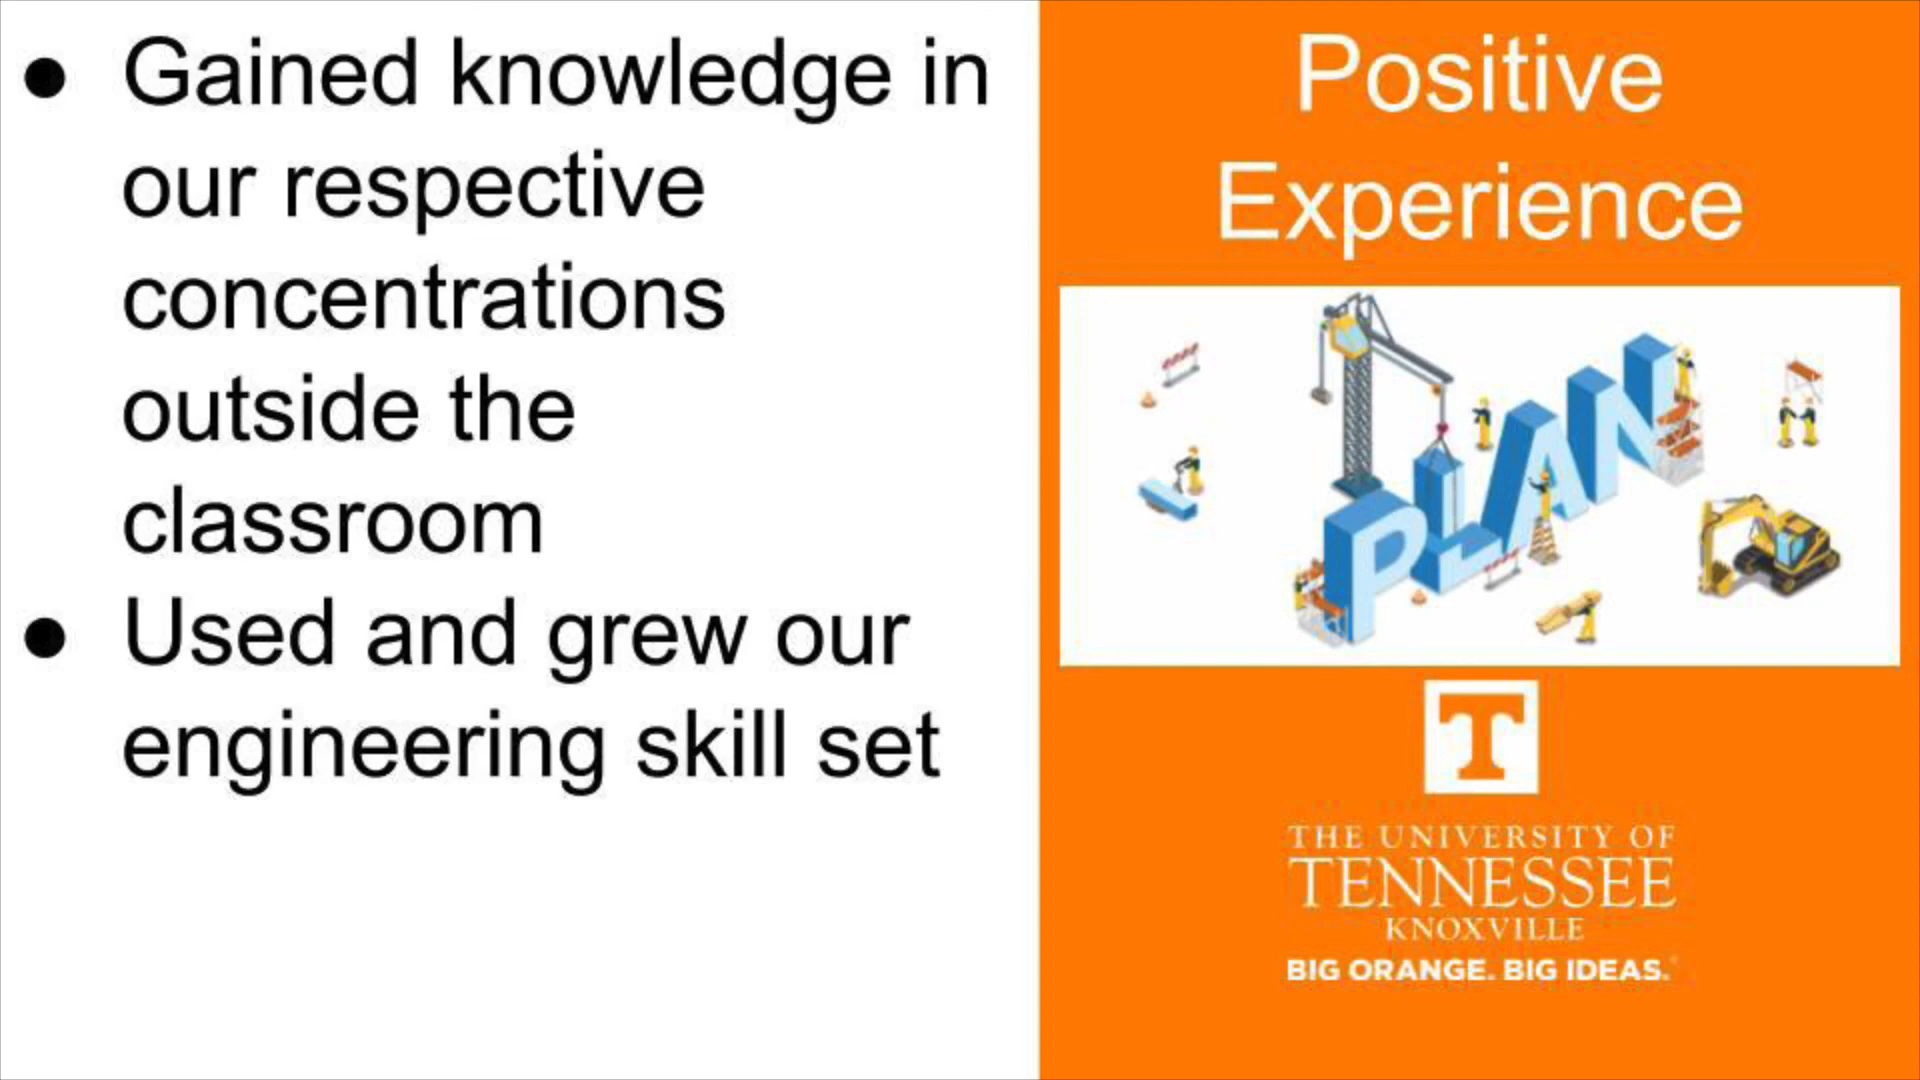 ● Gained knowledge in
our respective
concentrations
outside the
classroom
● Used and grew our
engineering skill set
Positive
Experience
PLAN
T
THE UNIVERSITY OF
TENNESSEE
KNOXVILLE
BIG ORANGE. BIG IDEAS.